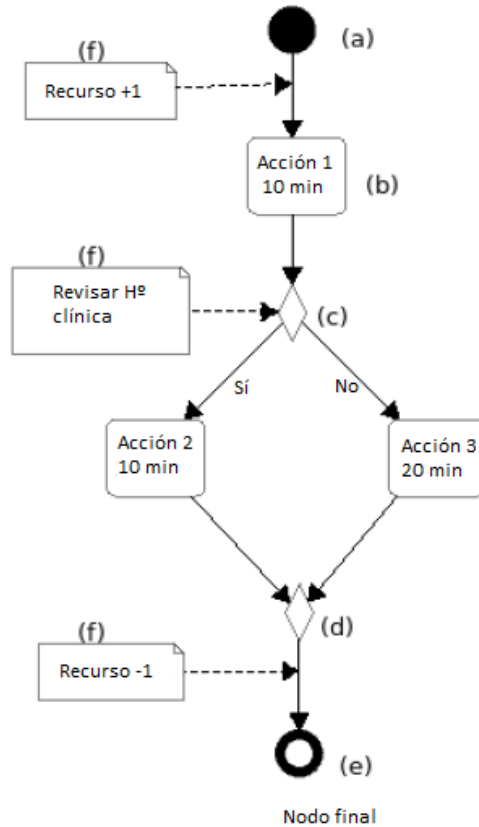 (a)
(f)
Recurso +1
Acción 1
10 min
(b)
(f)
Revisar Hº
clínica
(c)
Sí
No
Acción 2
10 min
Acción 3
20 min
(d)
(f)
Recurso -1
(e)
Nodo final